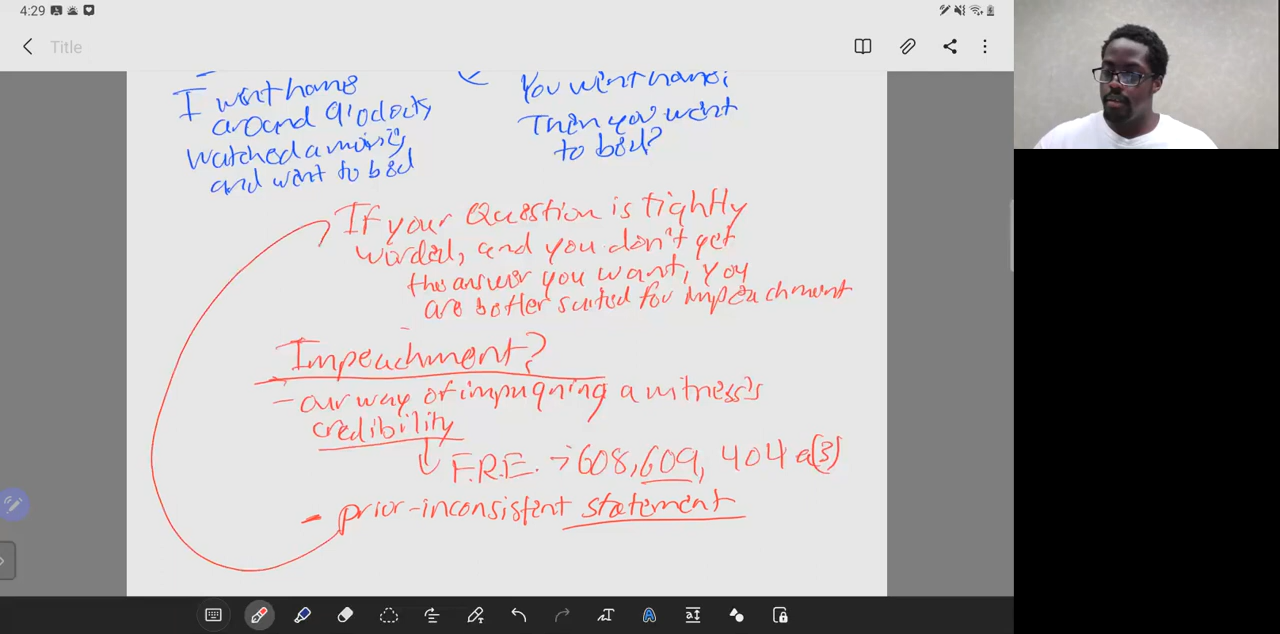 4:29
Title
I went home
around 9 o'clock
watched a movie,
and went to bed
You went home?
Then you went
to bed?
If your Question is tightly
worded, and you don't get
the answer you want, you
are better suited for impeachment
Impeachment?
- our way of impugning a witness's
credibility
F.R.E. → 608, 609, 404 a(3)
- prior-inconsistent statement